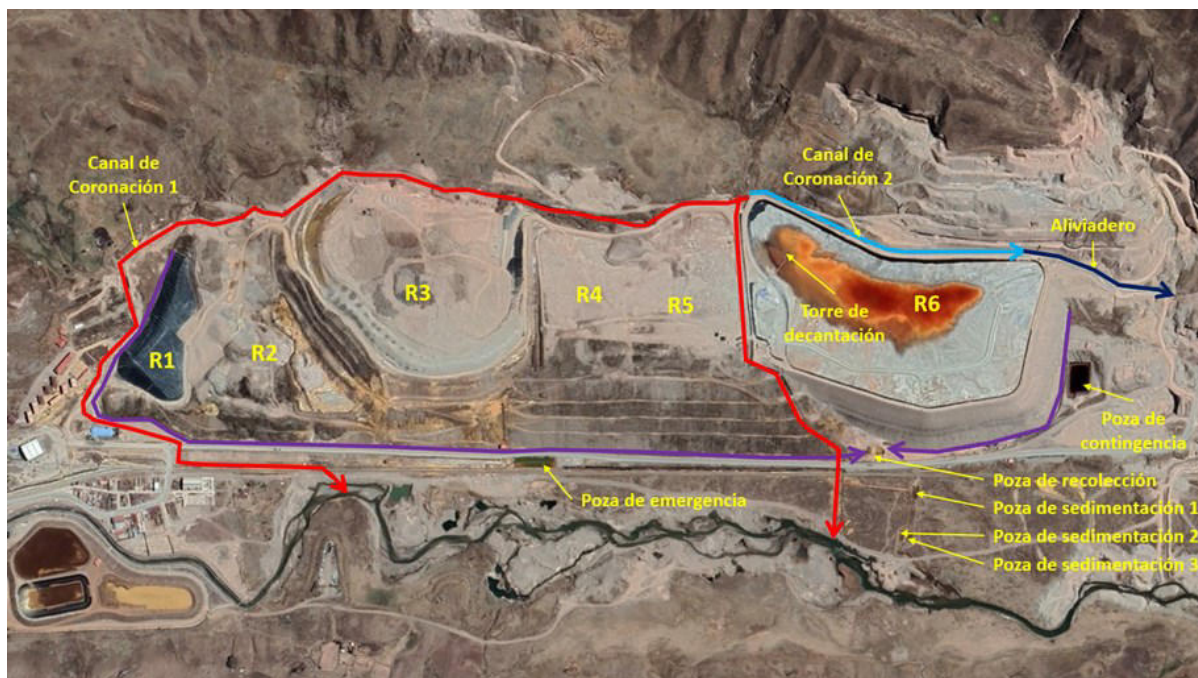 Canal de
Coronación 1
Canal de
Coronación 2
Aliviadero
R1
R2
R3
R4
R5
R6
Torre de
decantación
Poza de
contingencia
Poza de emergencia
Poza de recolección
Poza de sedimentación 1
Poza de sedimentación 2
Poza de sedimentación 3